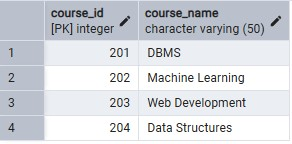 course_id course_name
[PK] integer character varying (50)
1 201 DBMS
2 202 Machine Learning
3 203 Web Development
4 204 Data Structures